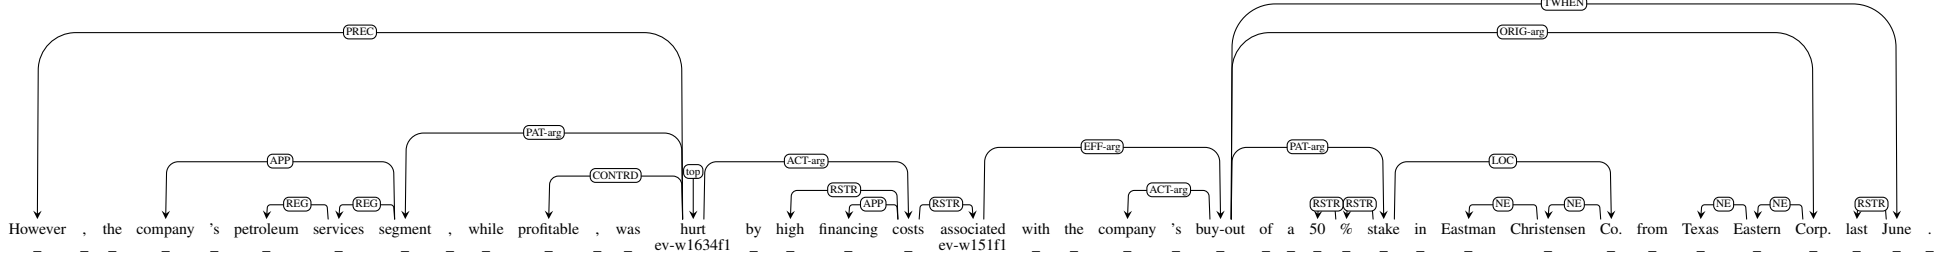 TWHEN
PREC ORIG-arg
PAT-arg
EFF-arg PAT-arg
APP ACT-arg LOC
CONTRD top
RSTR ACT-arg
REG REG APP RSTR RSTR RSTR NE NE NE NE RSTR
However , the company 's petroleum services segment , while profitable , was hurt by high financing costs associated with the company 's buy-out of a 50 % stake in Eastman Christensen Co. from Texas Eastern Corp. last June .
ev-w1634f1 ev-w151f1
_ _ _ _ _ _ _ _ _ _ _ _ _ _ _ _ _ _ _ _ _ _ _ _ _ _ _ _ _ _ _ _ _ _ _ _ _ _ _